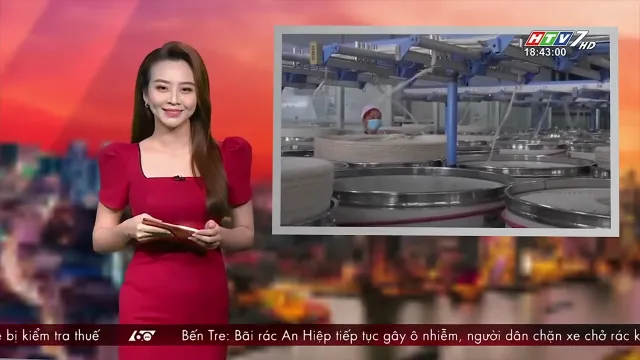 HTV7 HD
18:43:00
ẹ bị kiểm tra thuế 60 Bến Tre: Bãi rác An Hiệp tiếp tục gây ô nhiễm, người dân chặn xe chở rác k